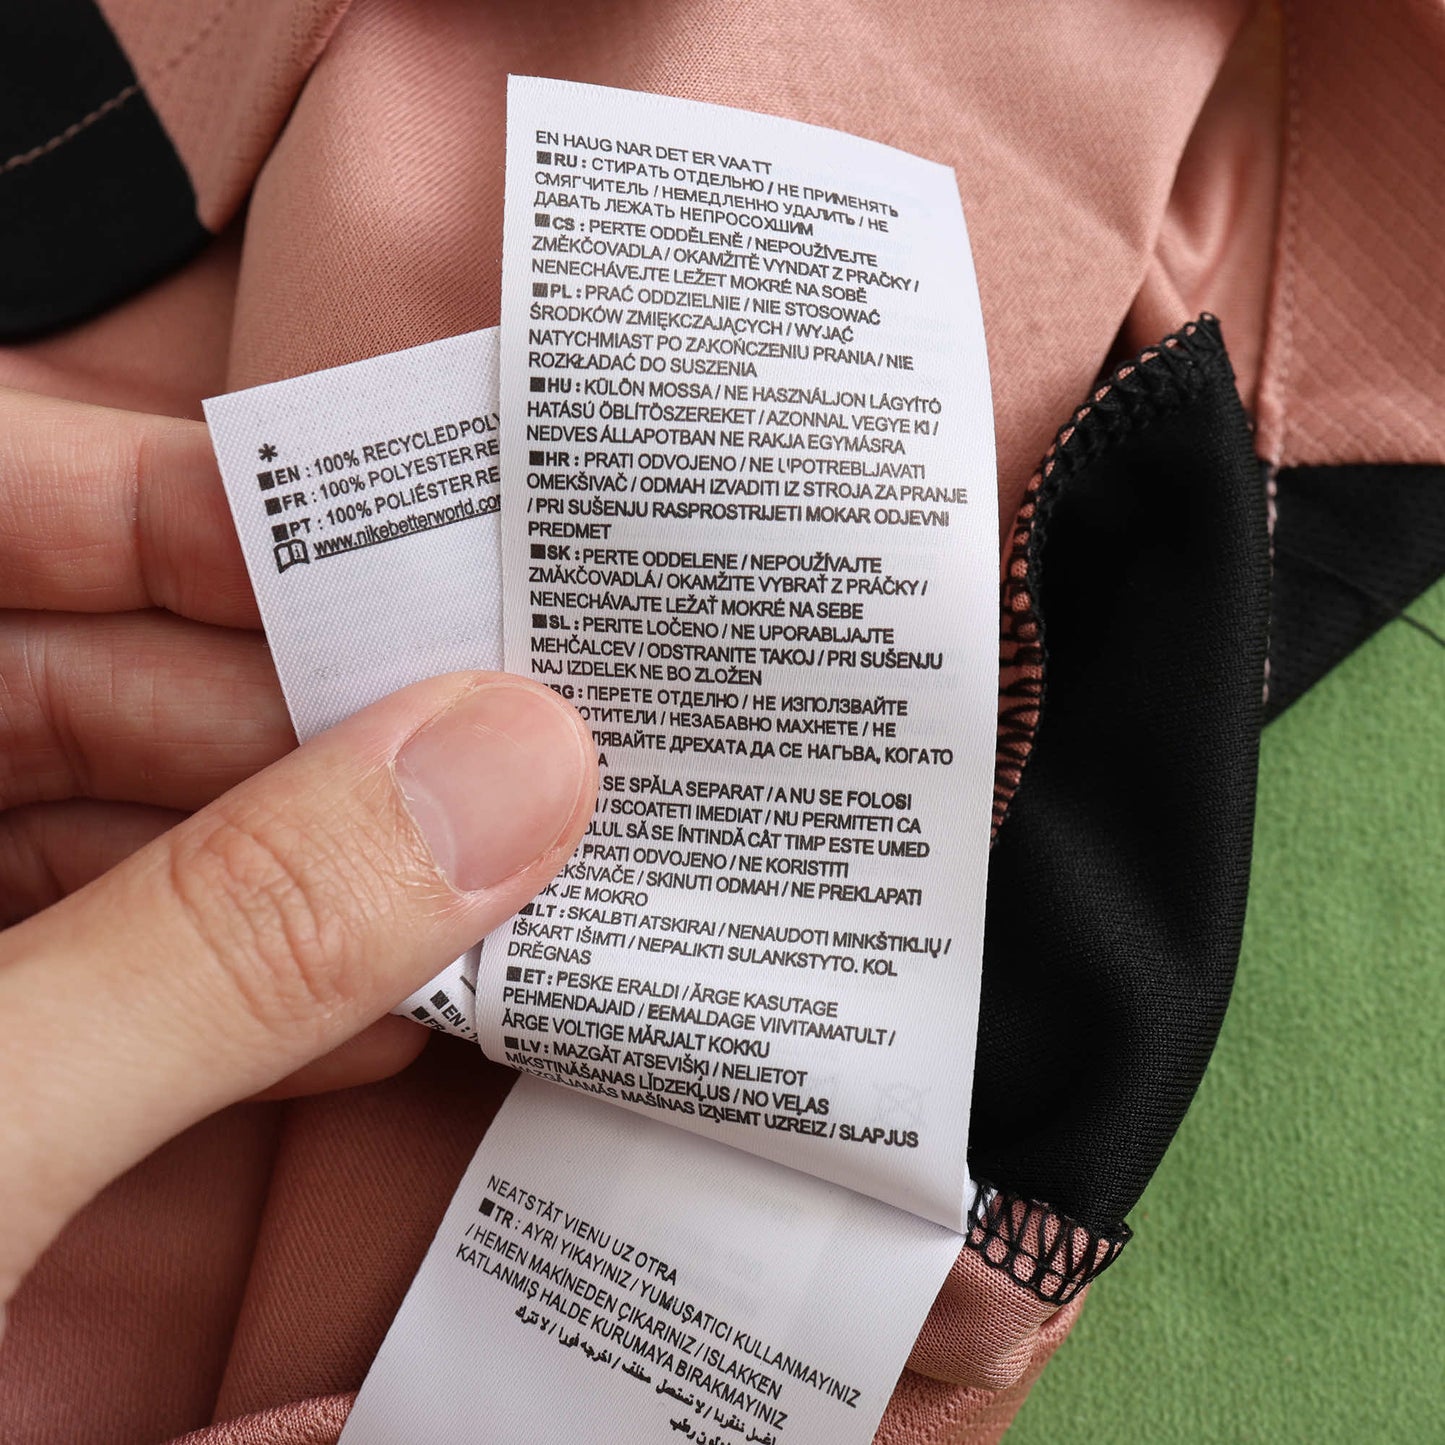 EN HAUG NAR DET ER VAATT
RU : СТИРАТЬ ОТДЕЛЬНО / НЕ ПРИМЕНЯТЬ
СМЯГЧИТЕЛЬ / НЕМЕДЛЕННО УДАЛИТЬ / НЕ
ДАВАТЬ ЛЕЖАТЬ НЕПРОСОХШИМ
CS : PERTE ODDĚLENĚ / NEPOUŽÍVEJTE
ZMĚKČOVADLA / OKAMŽITĚ VYNDAT Z PRAČKY /
NENECHÁVEJTE LEŽET MOKRÉ NA SOBĚ
PL : PRAĆ ODDZIELNIE / NIE STOSOWAĆ
ŚRODKÓW ZMIĘKCZAJĄCYCH / WYJĄĆ
NATYCHMIAST PO ZAKOŃCZENIU PRANIA / NIE
ROZKŁADAĆ DO SUSZENIA
HU : KÜLÖN MOSSA / NE HASZNÁLJON LÁGYÍTÓ
HATÁSÚ ÖBLÍTŐSZEREKET / AZONNAL VEGYE KI /
NEDVES ÁLLAPOTBAN NE RAKJA EGYMÁSRA
HR : PRATI ODVOJENO / NE UPOTREBLJAVATI
OMEKŠIVAČ / ODMAH IZVADITI IZ STROJA ZA PRANJE
/ PRI SUŠENJU RASPROSTRIJETI MOKAR ODJEVNI
PREDMET
SK : PERTE ODDELENE / NEPOUŽÍVAJTE
ZMÄKČOVADLÁ / OKAMŽITE VYBRAŤ Z PRÁČKY /
NENECHÁVAJTE LEŽAŤ MOKRÉ NA SEBE
SL : PERITE LOČENO / NE UPORABLJAJTE
MEHČALCEV / ODSTRANITE TAKOJ / PRI SUŠENJU
NAJ IZDELEK NE BO ZLOŽEN
BG : ПЕРЕТЕ ОТДЕЛНО / НЕ ИЗПОЛЗВАЙТЕ
ОТИТЕЛИ / НЕЗАБАВНО МАХНЕТЕ / НЕ
ЛЯВАЙТЕ ДРЕХАТА ДА СЕ НАГЪВА, КОГАТО
А
SE SPĂLA SEPARAT / A NU SE FOLOSI
I / SCOATETI IMEDIAT / NU PERMITETI CA
OLUL SĂ SE ÎNTINDĂ CÂT TIMP ESTE UMED
: PRATI ODVOJENO / NE KORISTITI
EKŠIVAČE / SKINUTI ODMAH / NE PREKLAPATI
OK JE MOKRO
LT : SKALBTI ATSKIRAI / NENAUDOTI MINKŠTIKLIŲ /
IŠKART IŠIMTI / NEPALIKTI SULANKSTYTO. KOL
DRĖGNAS
ET : PESKE ERALDI / ÄRGE KASUTAGE
PEHMENDAJAID / EEMALDAGE VIIVITAMATULT /
ÄRGE VOLTIGE MÄRJALT KOKKU
LV : MAZGĀT ATSEVIŠĶI / NELIETOT
MĪKSTINĀŠANAS LĪDZEKĻUS / NO VEĻAS
MAZGĀJAMĀS MAŠĪNAS IZŅEMT UZREIZ / SLAPJUS
NEATSTĀT VIENU UZ OTRA
TR : AYRI YIKAYINIZ / YUMUŞATICI KULLANMAYINIZ
/ HEMEN MAKİNEDEN ÇIKARINIZ / ISLAKKEN
KATLANMIŞ HALDE KURUMAYA BIRAKMAYINIZ
*
EN : 100% RECYCLED POLY
FR : 100% POLYESTER RE
PT : 100% POLIÉSTER RE
www.nikebetterworld.co
EN :
FR